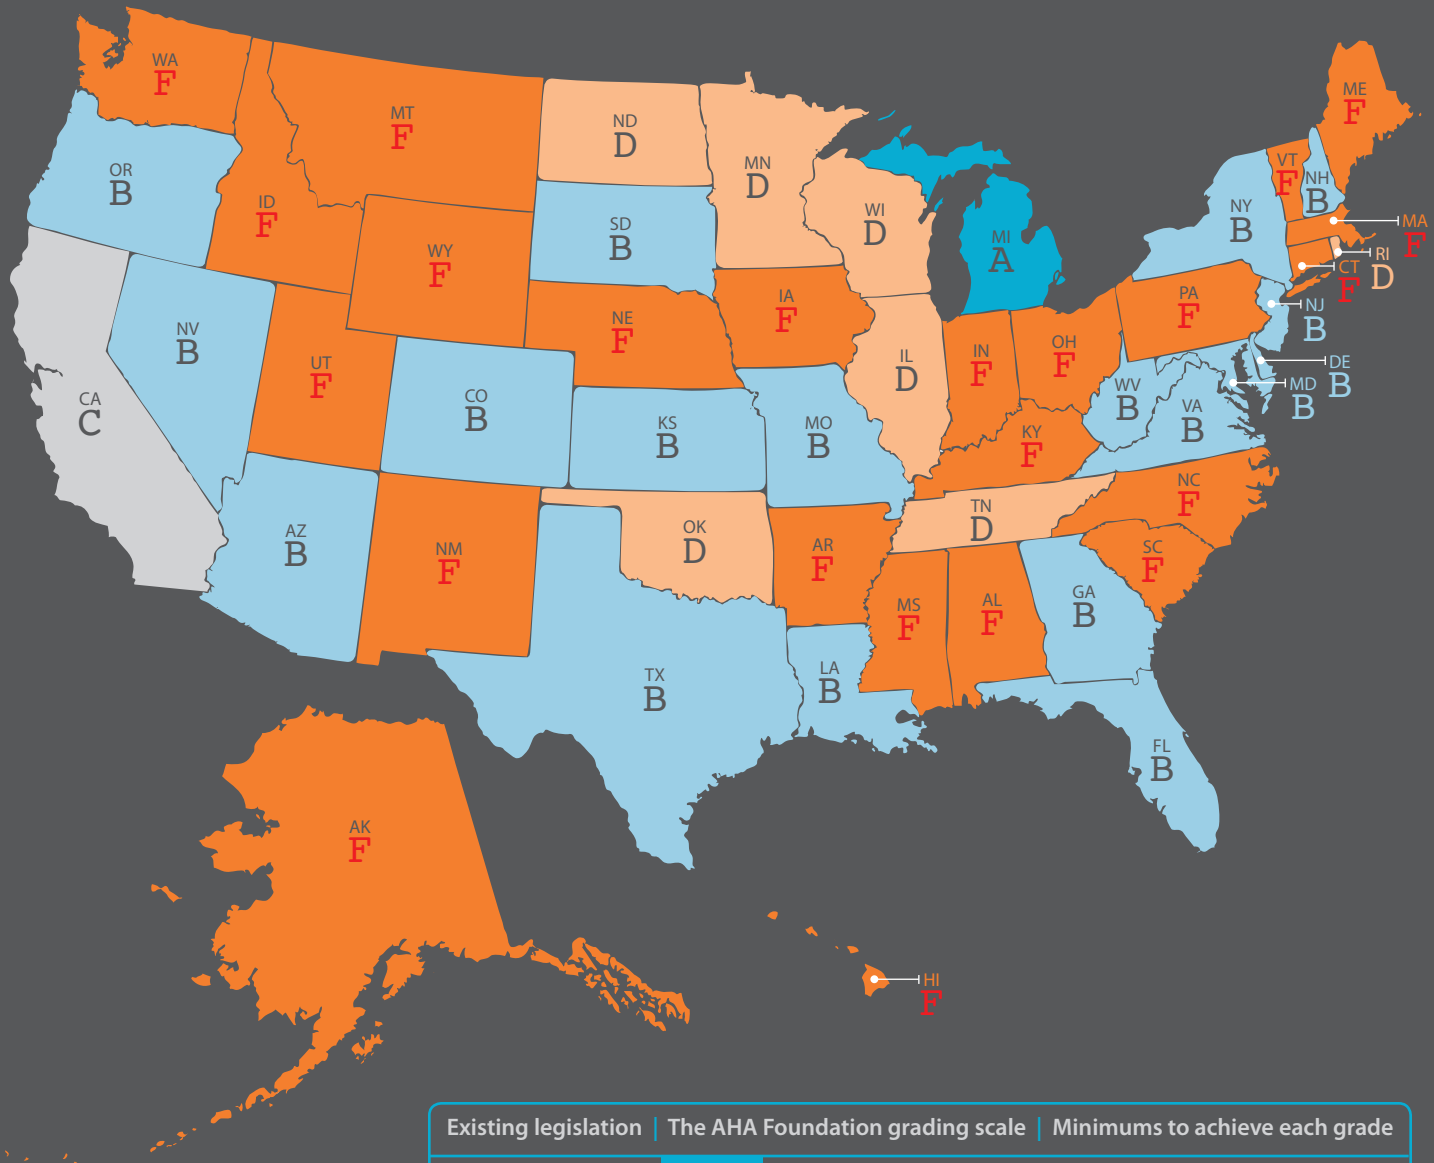 WA
F
OR
B
CA
C
NV
B
ID
F
MT
F
WY
F
UT
F
AZ
B
CO
B
NM
F
ND
D
SD
B
NE
F
KS
B
OK
D
TX
B
MN
D
IA
F
MO
B
AR
F
LA
B
WI
D
IL
D
MI
A
IN
F
OH
F
KY
F
TN
D
MS
F
AL
F
GA
B
FL
B
SC
F
NC
F
VA
B
WV
B
PA
F
NY
B
VT
F
NH
B
ME
F
MA
F
RI
D
CT
F
NJ
B
DE
B
MD
B
AK
F
HI
F
Existing legislation | The AHA Foundation grading scale | Minimums to achieve each grade